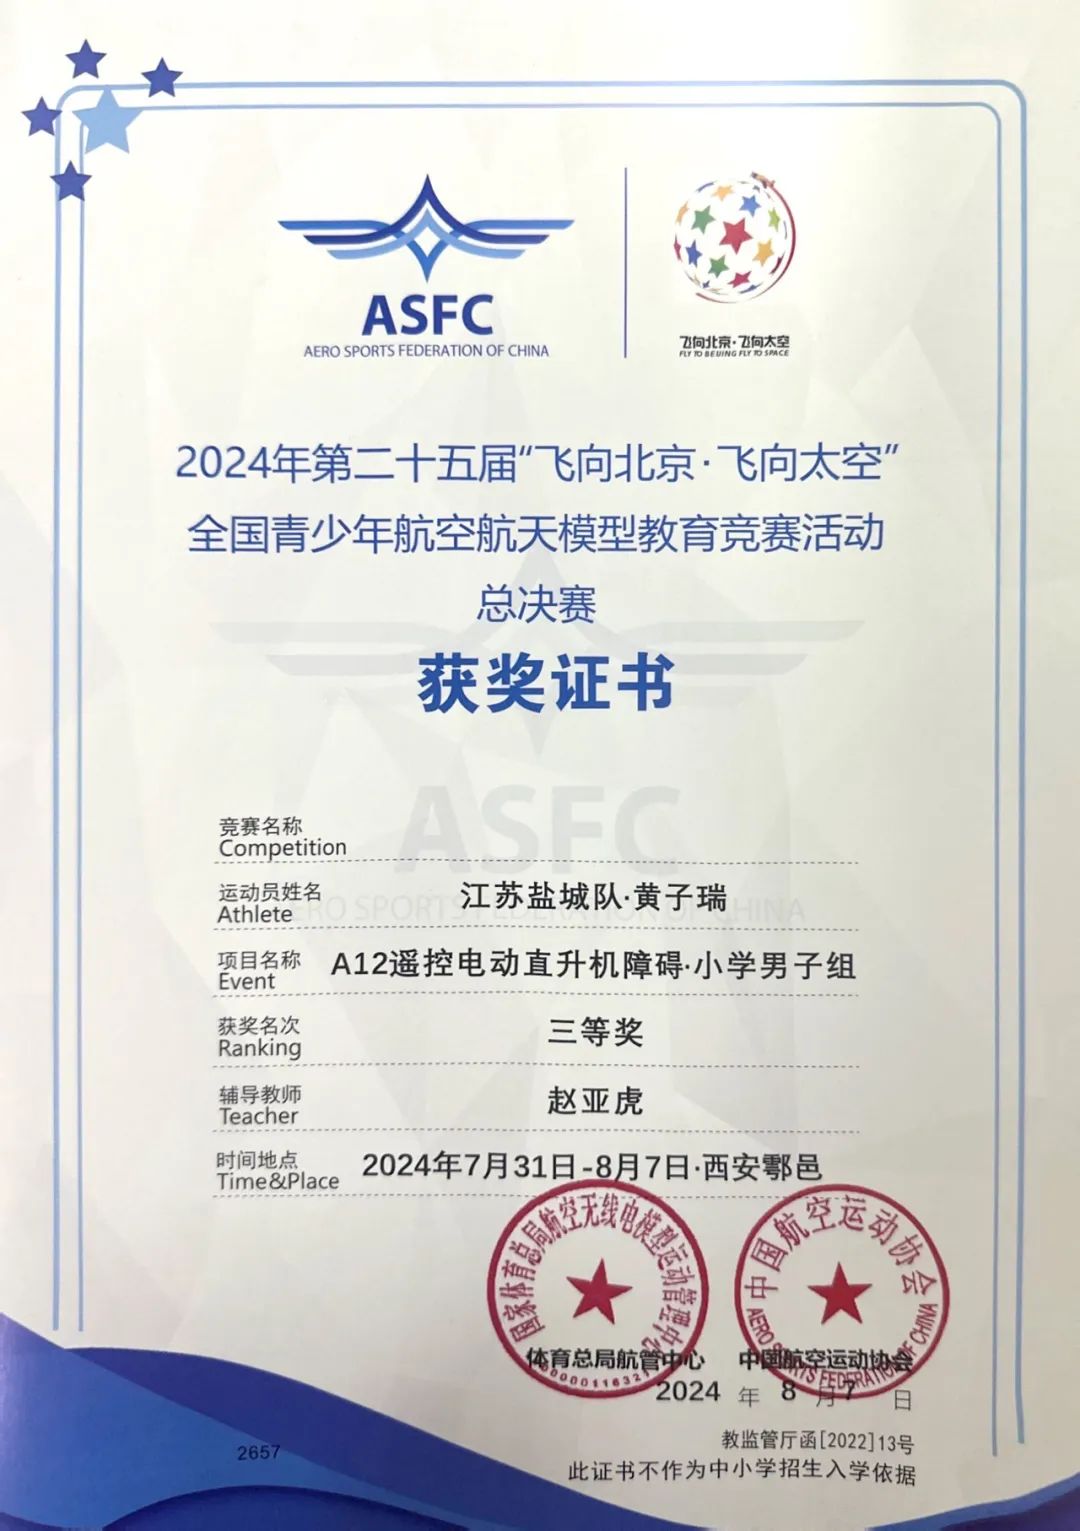 ASFC
AERO SPORTS FEDERATION OF CHINA
飞向北京·飞向太空
FLY TO BEIJING FLY TO SPACE
2024年第二十五届“飞向北京·飞向太空”
全国青少年航空航天模型教育竞赛活动
总决赛
获奖证书
ASFC
AERO SPORTS FEDERATION OF CHINA
竞赛名称
Competition
运动员姓名
Athlete
江苏盐城队·黄子瑞
项目名称
Event
A12遥控电动直升机障碍·小学男子组
获奖名次
Ranking
三等奖
辅导教师
Teacher
赵亚虎
时间地点
Time&Place
2024年7月31日-8月7日·西安鄠邑
国家体育总局航空无线电模型运动管理中心
中国航空运动协会
AERO SPORTS FEDERATION OF CHINA
体育总局航管中心 中国航空运动协会
2024 年 8 月 7 日
教监管厅函[2022]13号
此证书不作为中小学招生入学依据
2657